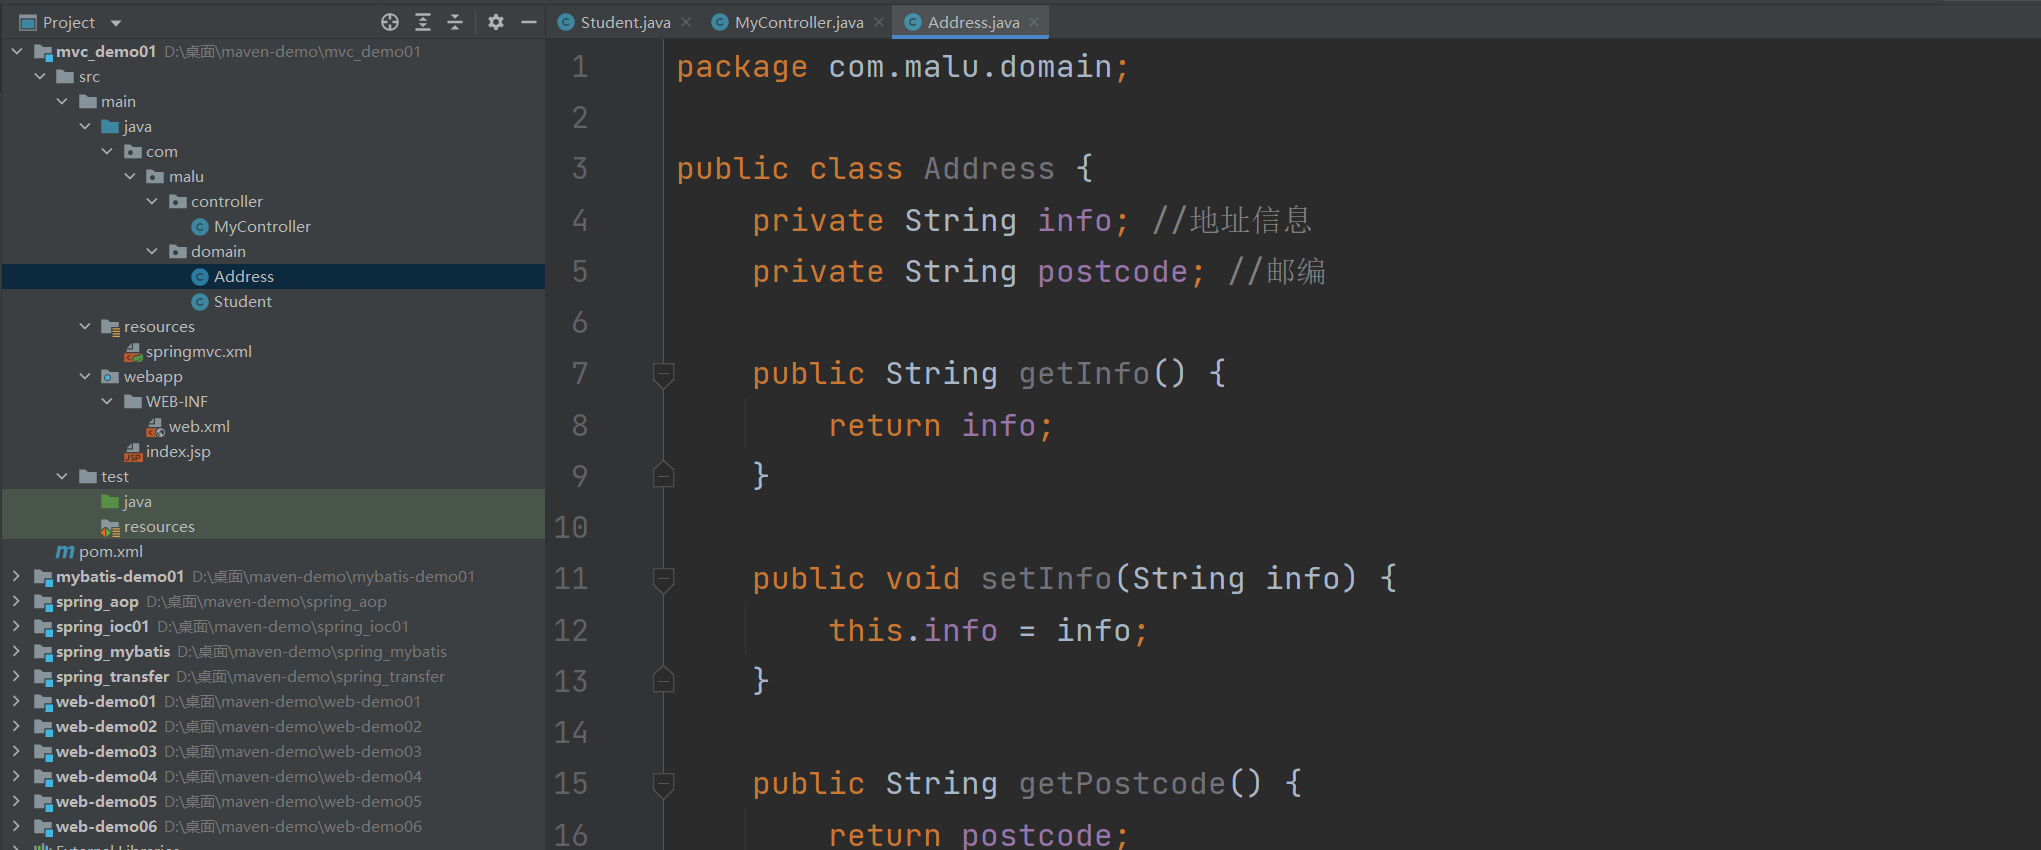 Project
mvc_demo01 D:\桌面\maven-demo\mvc_demo01
src
main
java
com
malu
controller
MyController
domain
Address
Student
resources
springmvc.xml
webapp
WEB-INF
web.xml
index.jsp
test
java
resources
pom.xml
mybatis-demo01 D:\桌面\maven-demo\mybatis-demo01
spring_aop D:\桌面\maven-demo\spring_aop
spring_ioc01 D:\桌面\maven-demo\spring_ioc01
spring_mybatis D:\桌面\maven-demo\spring_mybatis
spring_transfer D:\桌面\maven-demo\spring_transfer
web-demo01 D:\桌面\maven-demo\web-demo01
web-demo02 D:\桌面\maven-demo\web-demo02
web-demo03 D:\桌面\maven-demo\web-demo03
web-demo04 D:\桌面\maven-demo\web-demo04
web-demo05 D:\桌面\maven-demo\web-demo05
web-demo06 D:\桌面\maven-demo\web-demo06
External Libraries
Student.java MyController.java Address.java
1 package com.malu.domain;
2
3 public class Address {
4 private String info; //地址信息
5 private String postcode; //邮编
6
7 public String getInfo() {
8 return info;
9 }
10
11 public void setInfo(String info) {
12 this.info = info;
13 }
14
15 public String getPostcode() {
16 return postcode;